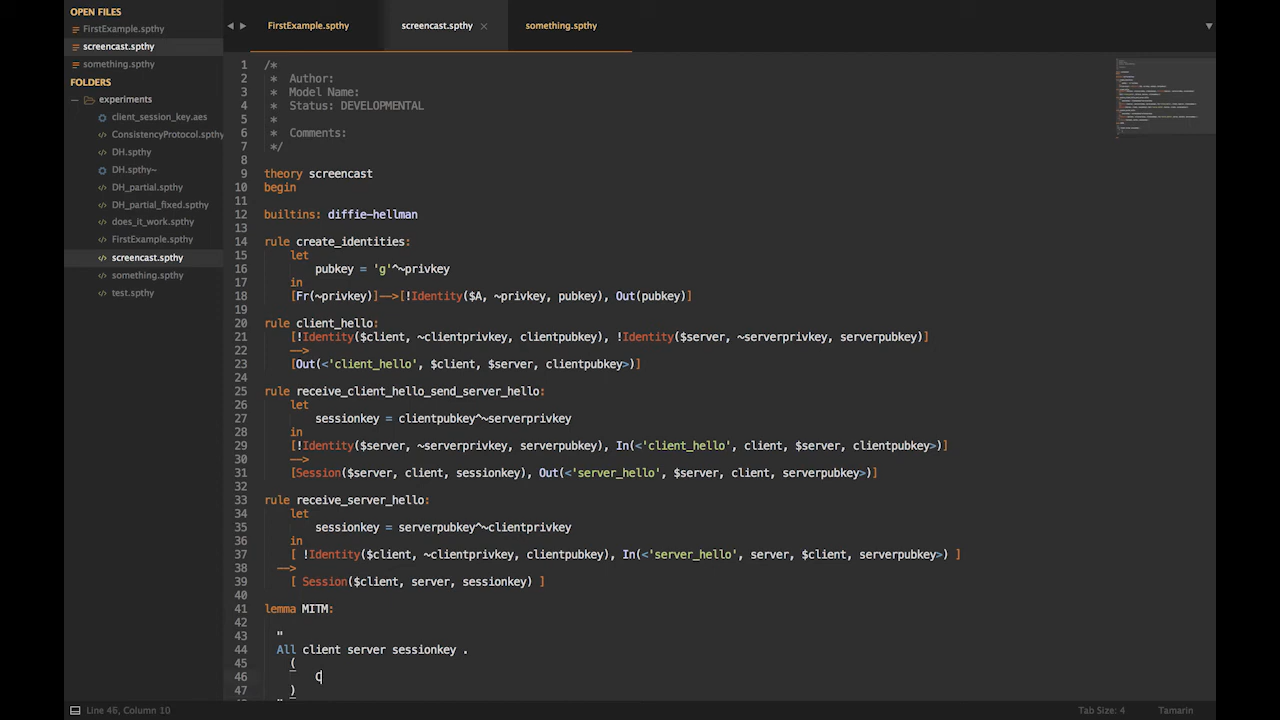 OPEN FILES
FirstExample.spthy
screencast.spthy
something.spthy
FOLDERS
experiments
client_session_key.aes
ConsistencyProtocol.spthy
DH.spthy
DH.spthy~
DH_partial.spthy
DH_partial_fixed.spthy
does_it_work.spthy
FirstExample.spthy
screencast.spthy
something.spthy
test.spthy
FirstExample.spthy screencast.spthy something.spthy
1 /*
2 * Author:
3 * Model Name:
4 * Status: DEVELOPMENTAL
5 *
6 * Comments:
7 */
8
9 theory screencast
10 begin
11
12 builtins: diffie-hellman
13
14 rule create_identities:
15 let
16 pubkey = 'g'^~privkey
17 in
18 [Fr(~privkey)]-->[!Identity($A, ~privkey, pubkey), Out(pubkey)]
19
20 rule client_hello:
21 [!Identity($client, ~clientprivkey, clientpubkey), !Identity($server, ~serverprivkey, serverpubkey)]
22 -->
23 [Out(<'client_hello', $client, $server, clientpubkey>)]
24
25 rule receive_client_hello_send_server_hello:
26 let
27 sessionkey = clientpubkey^~serverprivkey
28 in
29 [!Identity($server, ~serverprivkey, serverpubkey), In(<'client_hello', client, $server, clientpubkey>)]
30 -->
31 [Session($server, client, sessionkey), Out(<'server_hello', $server, client, serverpubkey>)]
32
33 rule receive_server_hello:
34 let
35 sessionkey = serverpubkey^~clientprivkey
36 in
37 [ !Identity($client, ~clientprivkey, clientpubkey), In(<'server_hello', server, $client, serverpubkey>) ]
38 -->
39 [ Session($client, server, sessionkey) ]
40
41 lemma MITM:
42
43 "
44 All client server sessionkey .
45 (
46 C
47 )
Line 46, Column 10 Tab Size: 4 Tamarin